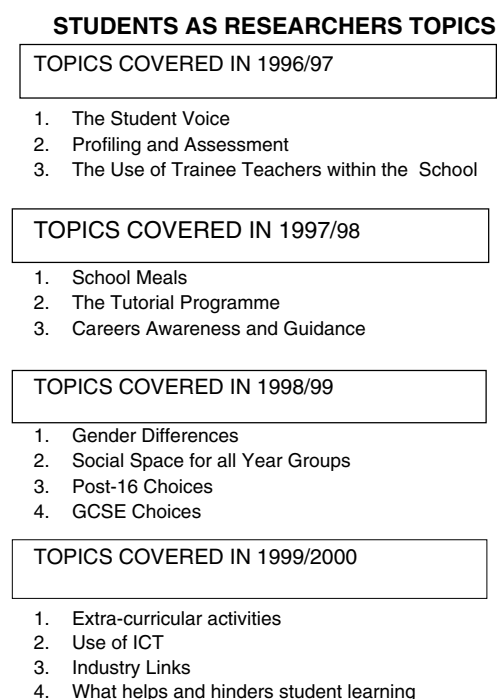 STUDENTS AS RESEARCHERS TOPICS
TOPICS COVERED IN 1996/97
1. The Student Voice
2. Profiling and Assessment
3. The Use of Trainee Teachers within the School
TOPICS COVERED IN 1997/98
1. School Meals
2. The Tutorial Programme
3. Careers Awareness and Guidance
TOPICS COVERED IN 1998/99
1. Gender Differences
2. Social Space for all Year Groups
3. Post-16 Choices
4. GCSE Choices
TOPICS COVERED IN 1999/2000
1. Extra-curricular activities
2. Use of ICT
3. Industry Links
4. What helps and hinders student learning